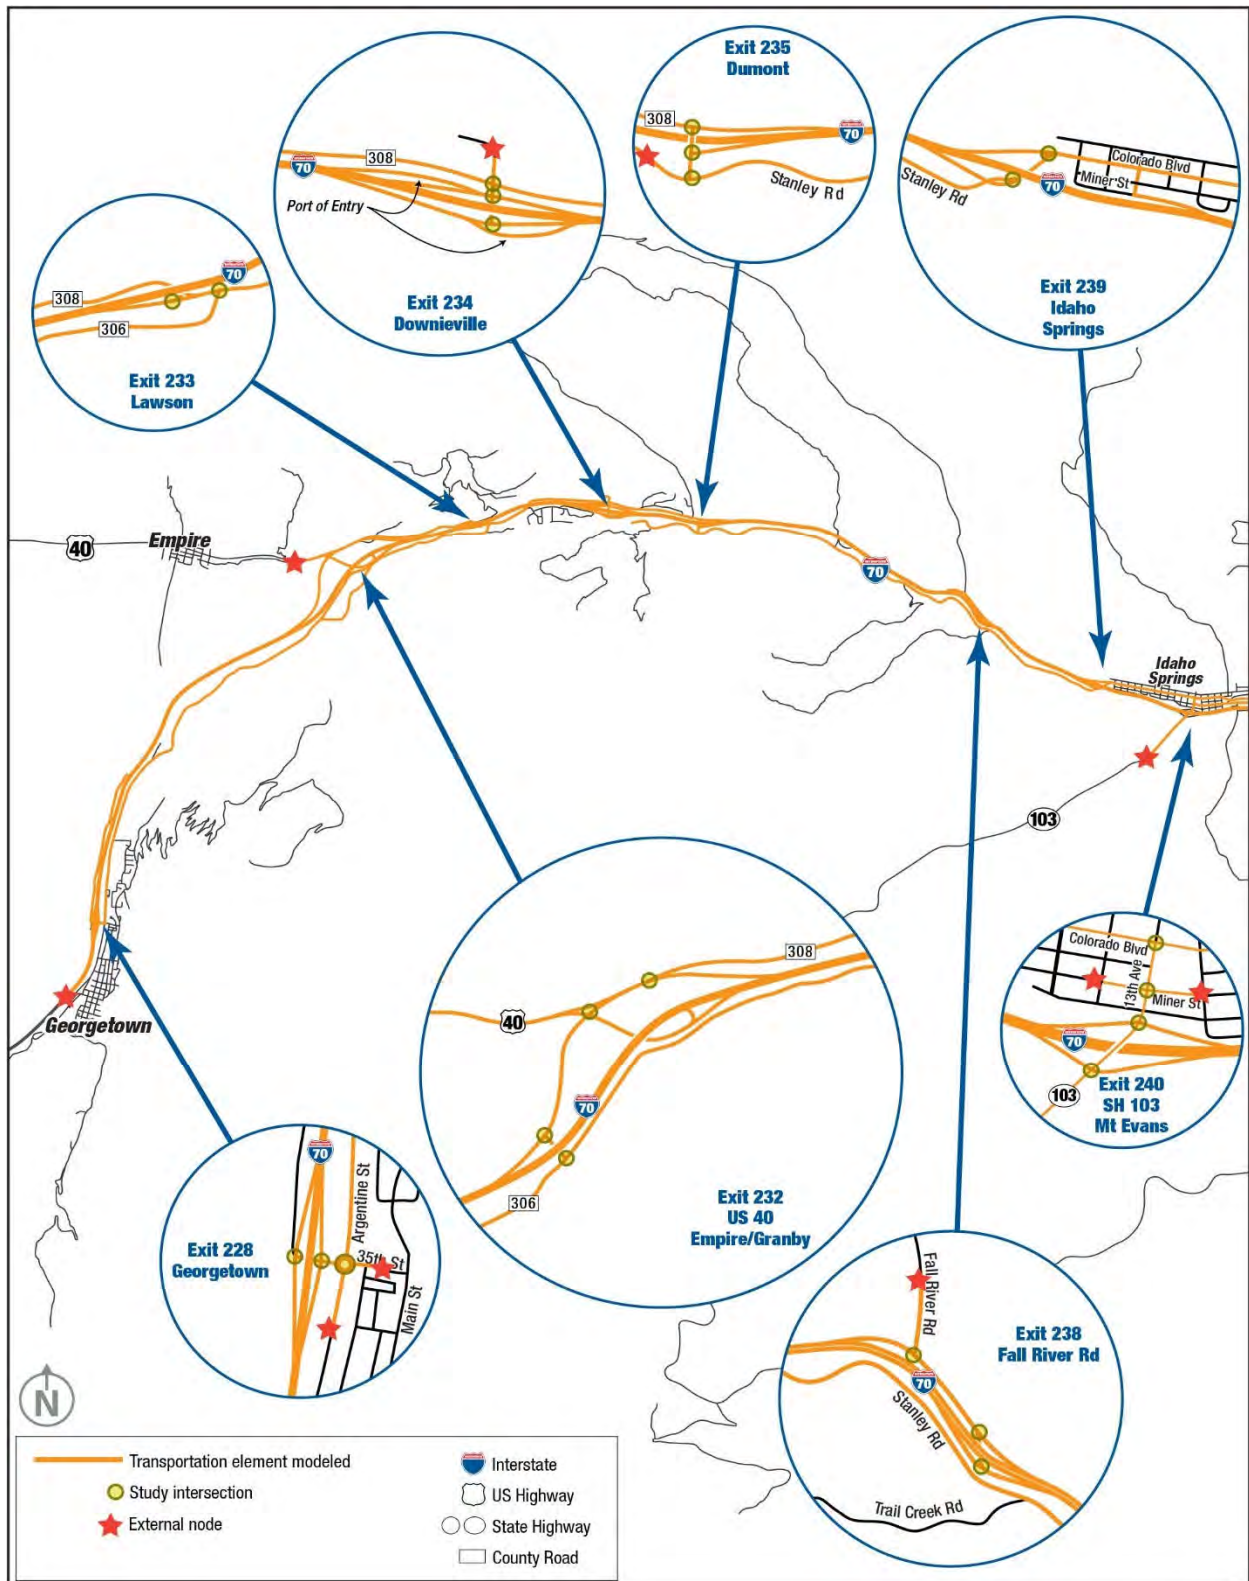 Exit 235
Dumont
308
70
Stanley Rd
308
70
Port of Entry
Exit 234
Downieville
Colorado Blvd
Miner St
Stanley Rd
70
Exit 239
Idaho
Springs
70
308
306
Exit 233
Lawson
40
Empire
70
Idaho
Springs
103
Georgetown
308
40
70
306
Exit 232
US 40
Empire/Granby
Colorado Blvd
13th Ave
Miner St
70
103
Exit 240
SH 103
Mt Evans
70
Argentine St
35th St
Main St
Exit 228
Georgetown
Fall River Rd
Exit 238
Fall River Rd
70
Stanley Rd
Trail Creek Rd
N
Transportation element modeled
Study intersection
External node
Interstate
US Highway
State Highway
County Road